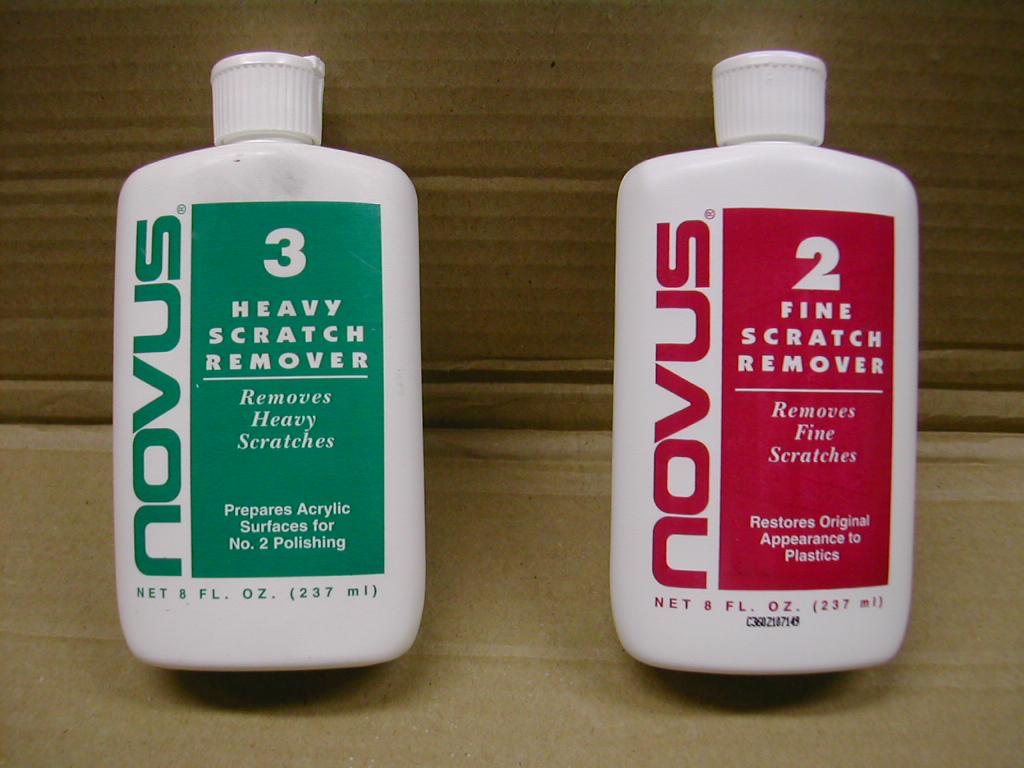 NOVUS®
3
HEAVY
SCRATCH
REMOVER
Removes
Heavy
Scratches
Prepares Acrylic
Surfaces for
No. 2 Polishing
NET 8 FL. OZ. (237 ml)
NOVUS®
2
FINE
SCRATCH
REMOVER
Removes
Fine
Scratches
Restores Original
Appearance to
Plastics
NET 8 FL. OZ. (237 ml)
C3602107149